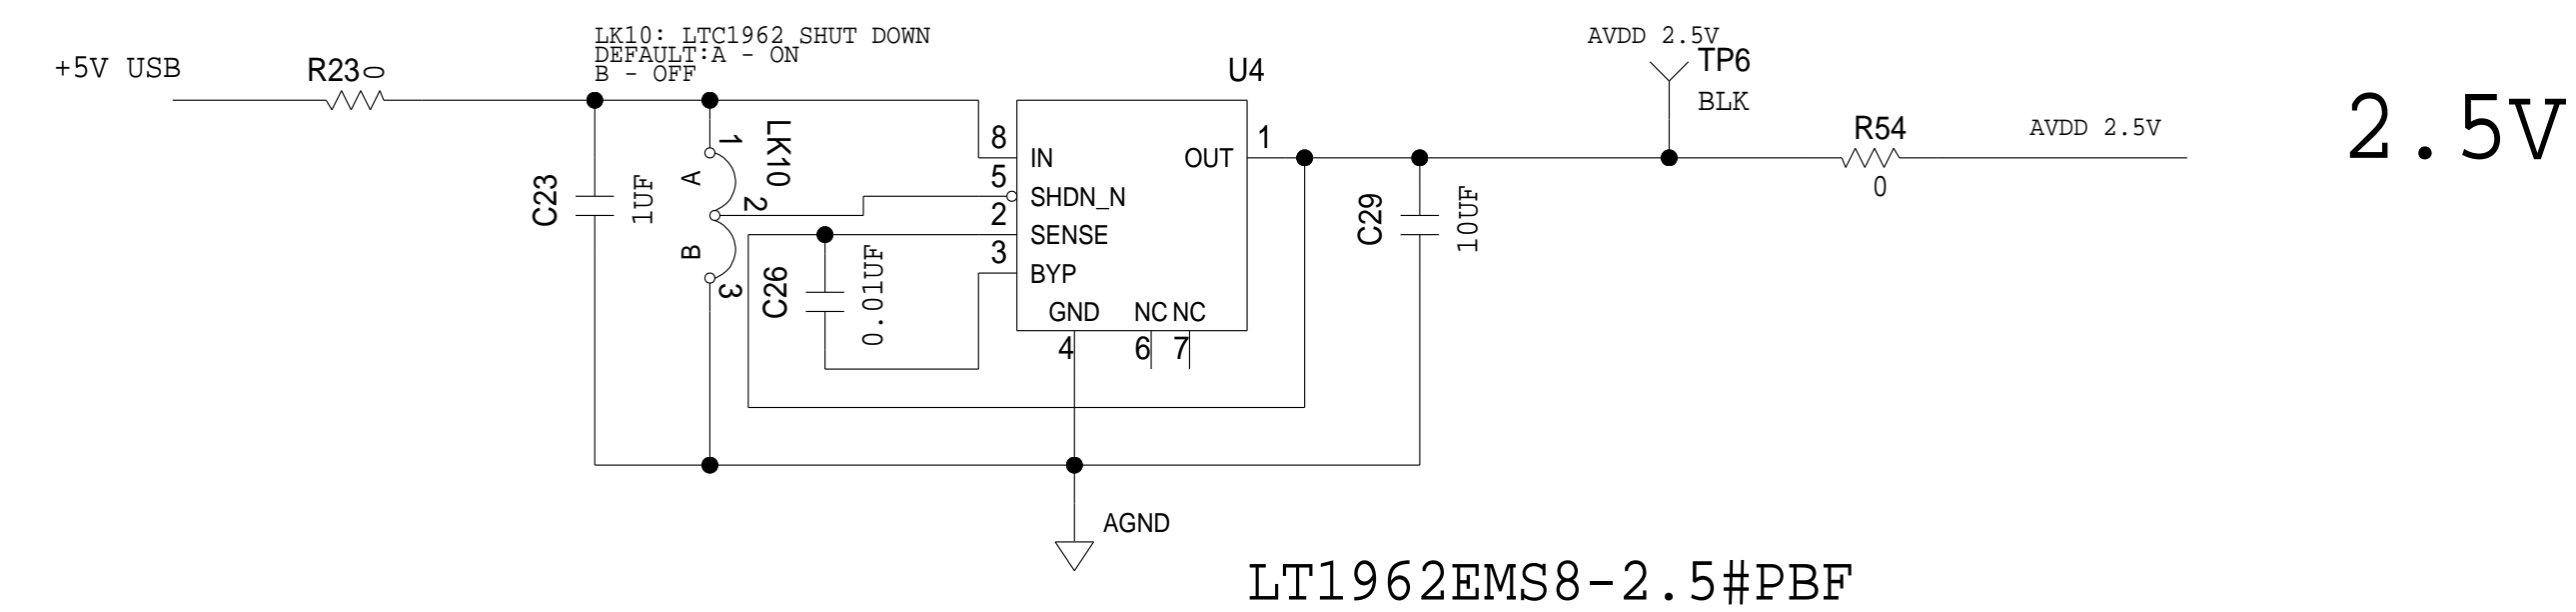 LK10: LTC1962 SHUT DOWN
DEFAULT:A - ON
B - OFF
+5V USB
R23 0
U4
AVDD 2.5V
TP6
BLK
2.5V
R54
0
AVDD 2.5V
C23
1UF
1
LK10
A
2
B
3
C26
0.01UF
8
IN
5
SHDN_N
2
SENSE
3
BYP
OUT
1
GND
NC NC
4
6
7
C29
10UF
AGND
LT1962EMS8-2.5#PBF